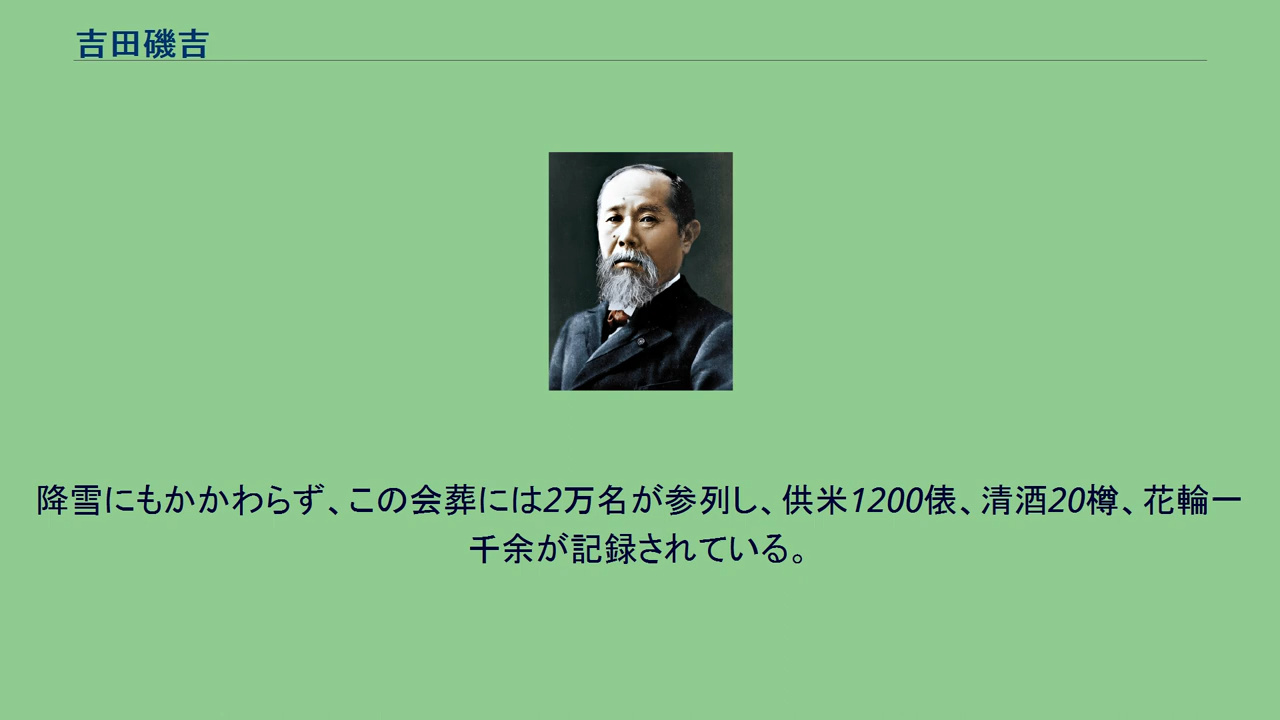 吉田磯吉
降雪にもかかわらず、この会葬には2万名が参列し、供米1200俵、清酒20樽、花輪一
千余が記録されている。